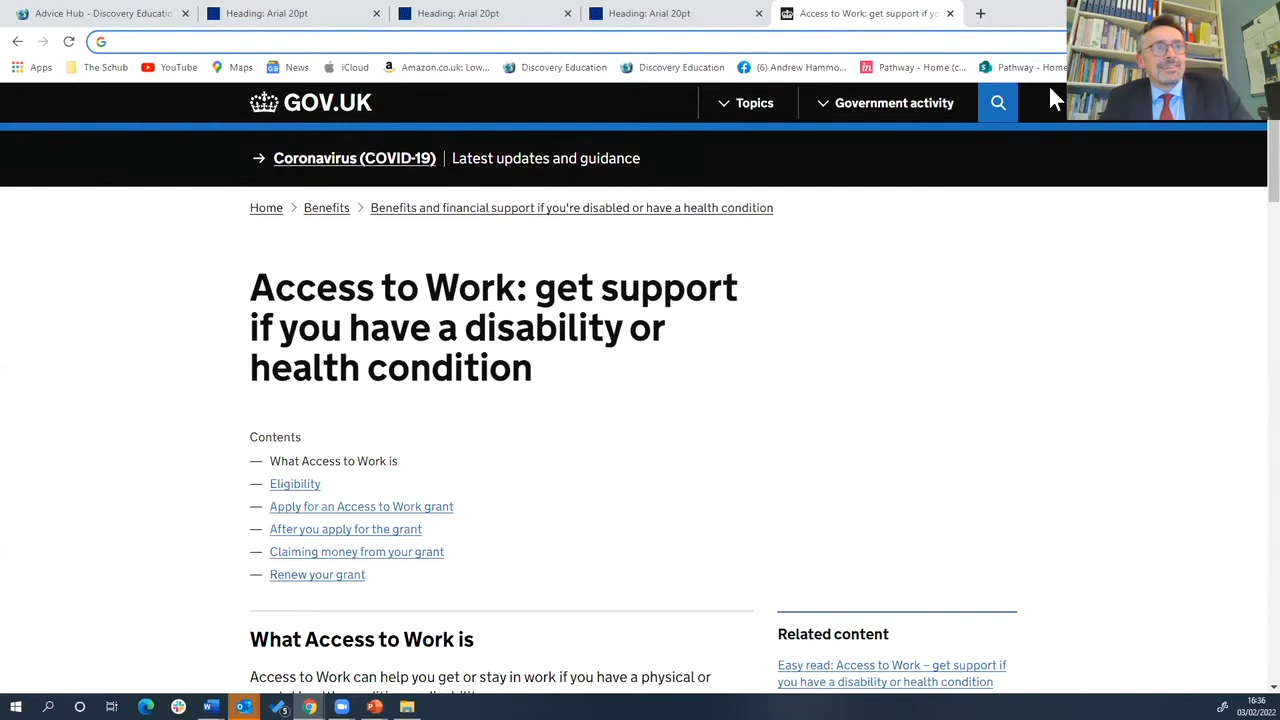 Advice Hub - Discovery Education
Heading: Arial 20pt
Heading: Arial 20pt
Heading: Arial 20pt
Access to Work: get support if yo
Apps
The Schub
YouTube
Maps
News
iCloud
Amazon.co.uk: Low...
Discovery Education
Discovery Education
(6) Andrew Hammo...
Pathway - Home (c...
Pathway - Home
GOV.UK
Topics
Government activity
Coronavirus (COVID-19)
Latest updates and guidance
Home
Benefits
Benefits and financial support if you're disabled or have a health condition
Access to Work: get support
if you have a disability or
health condition
Contents
— What Access to Work is
— Eligibility
— Apply for an Access to Work grant
— After you apply for the grant
— Claiming money from your grant
— Renew your grant
What Access to Work is
Access to Work can help you get or stay in work if you have a physical or
Related content
Easy read: Access to Work – get support if
you have a disability or health condition
16:36
03/02/2022